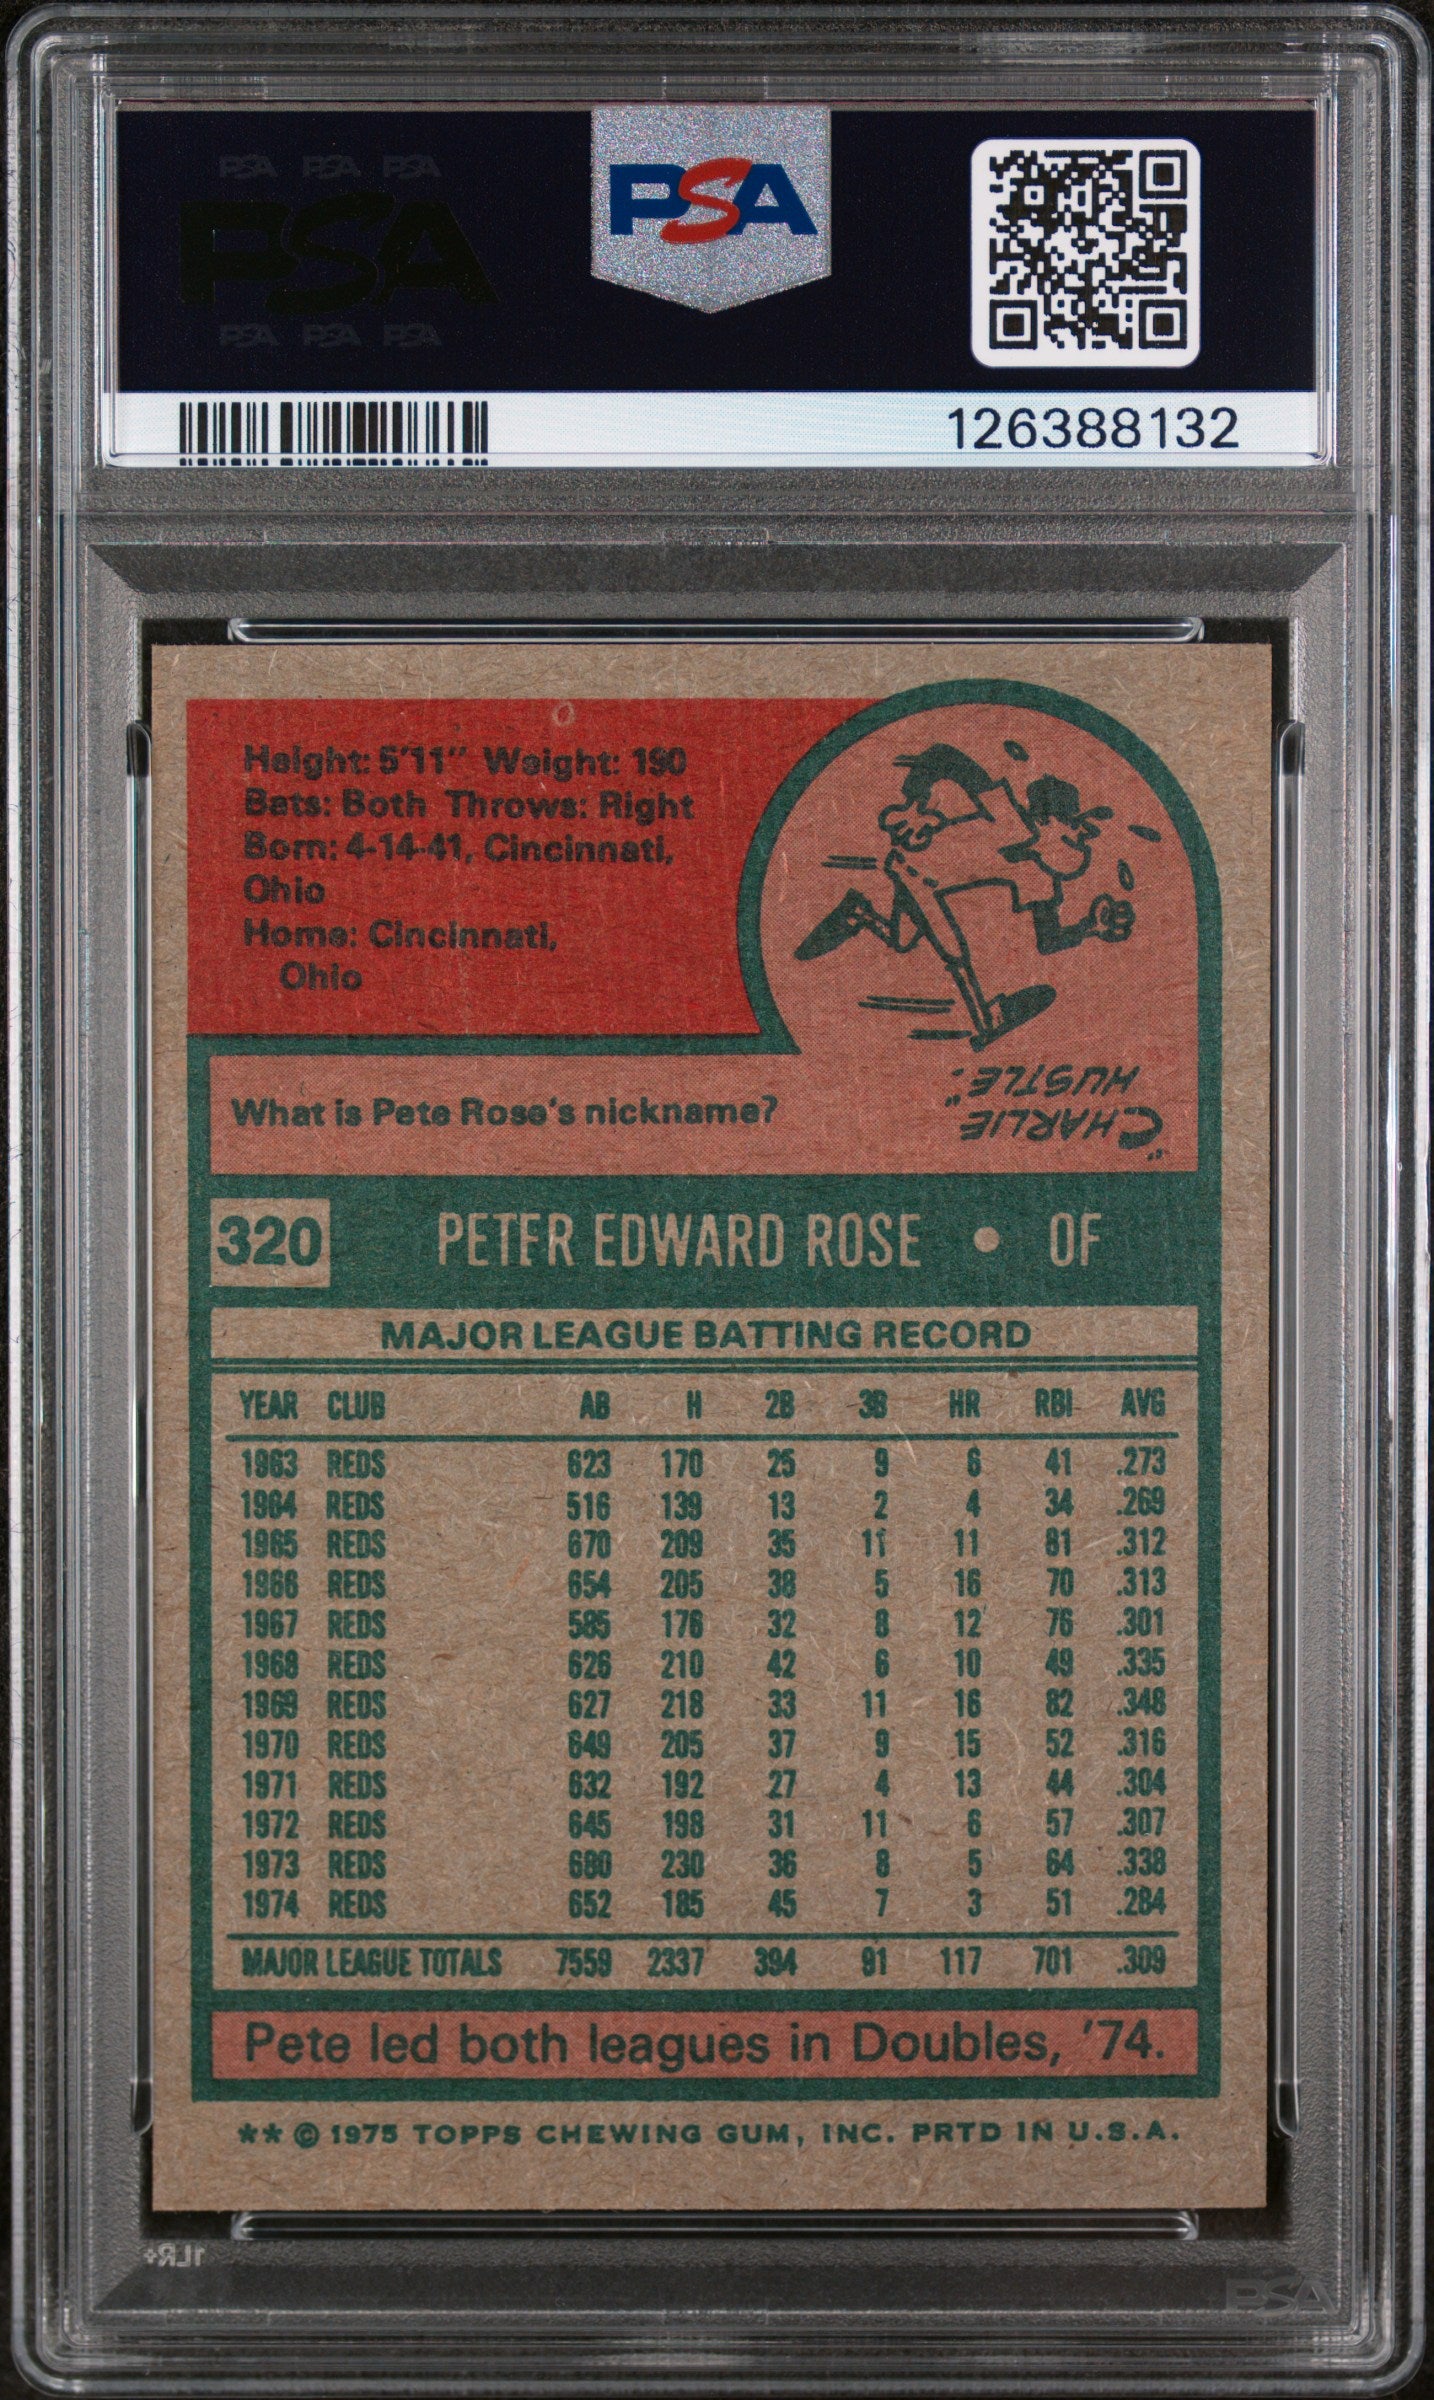 PSA PSA PSA
PSA
PSA PSA PSA
PSA
126388132
Height: 5'11" Weight: 190
Bats: Both Throws: Right
Born: 4-14-41, Cincinnati,
Ohio
Home: Cincinnati,
Ohio
What is Pete Rose's nickname?
"CHARLIE
HUSTLE."
320 PETER EDWARD ROSE • OF
MAJOR LEAGUE BATTING RECORD
YEAR CLUB AB H 2B 3B HR RBI AVG
1963 REDS 623 170 25 9 6 41 .273
1964 REDS 516 139 13 2 4 34 .269
1965 REDS 670 209 35 11 11 81 .312
1966 REDS 654 205 38 5 16 70 .313
1967 REDS 585 176 32 8 12 76 .301
1968 REDS 626 210 42 6 10 49 .335
1969 REDS 627 218 33 11 16 82 .348
1970 REDS 649 205 37 9 15 52 .316
1971 REDS 632 192 27 4 13 44 .304
1972 REDS 645 198 31 11 6 57 .307
1973 REDS 680 230 36 8 5 64 .338
1974 REDS 652 185 45 7 3 51 .284
MAJOR LEAGUE TOTALS 7559 2337 394 91 117 701 .309
Pete led both leagues in Doubles, '74.
** © 1975 TOPPS CHEWING GUM, INC. PRTD IN U.S.A.
1LR+
PSA